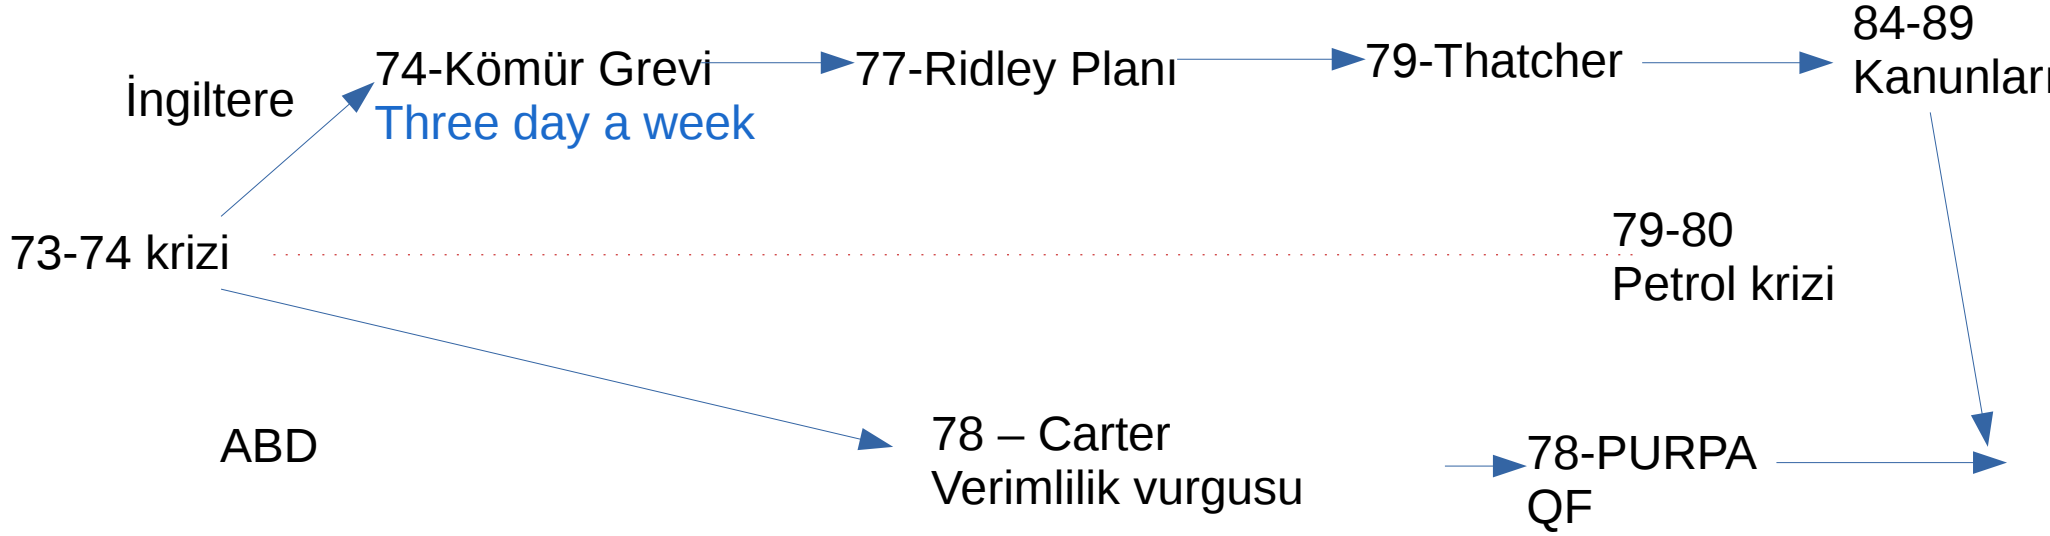 84-89
Kanunları
74-Kömür Grevi
Three day a week
77-Ridley Planı
79-Thatcher
İngiltere
73-74 krizi
79-80
Petrol krizi
ABD
78 – Carter
Verimlilik vurgusu
78-PURPA
QF